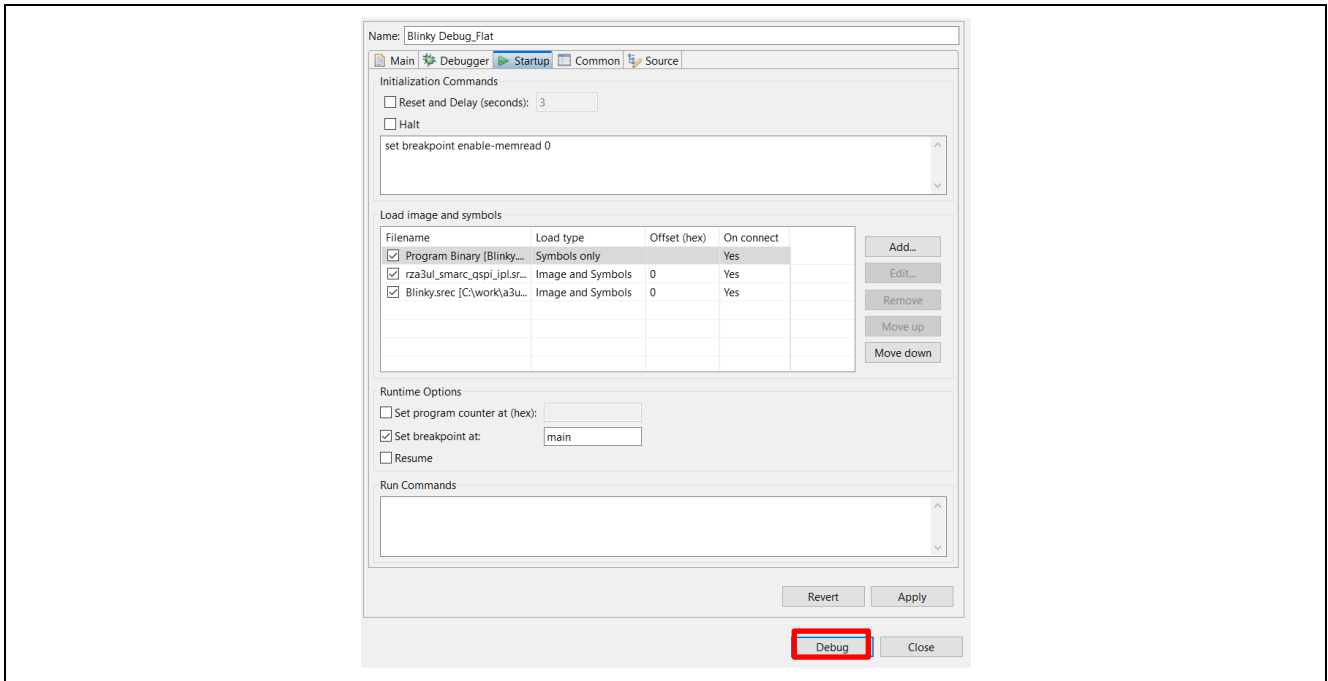 Name: Blinky Debug_Flat
Main Debugger Startup Common Source
Initialization Commands
Reset and Delay (seconds): 3
Halt
set breakpoint enable-memread 0
Load image and symbols
Filename Load type Offset (hex) On connect
Program Binary [Blinky.... Symbols only Yes
rza3ul_smarc_qspi_ipl.sr... Image and Symbols 0 Yes
Blinky.srec [C:\work\a3u... Image and Symbols 0 Yes
Add...
Edit...
Remove
Move up
Move down
Runtime Options
Set program counter at (hex):
Set breakpoint at: main
Resume
Run Commands
Revert Apply
Debug Close